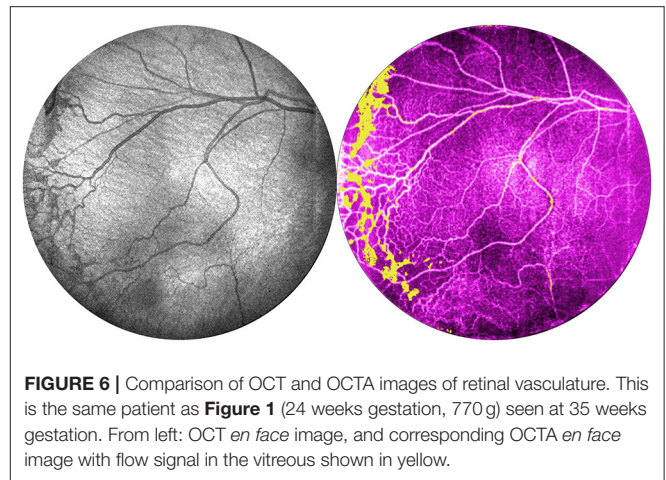 FIGURE 6 | Comparison of OCT and OCTA images of retinal vasculature. This
is the same patient as Figure 1 (24 weeks gestation, 770 g) seen at 35 weeks
gestation. From left: OCT en face image, and corresponding OCTA en face
image with flow signal in the vitreous shown in yellow.